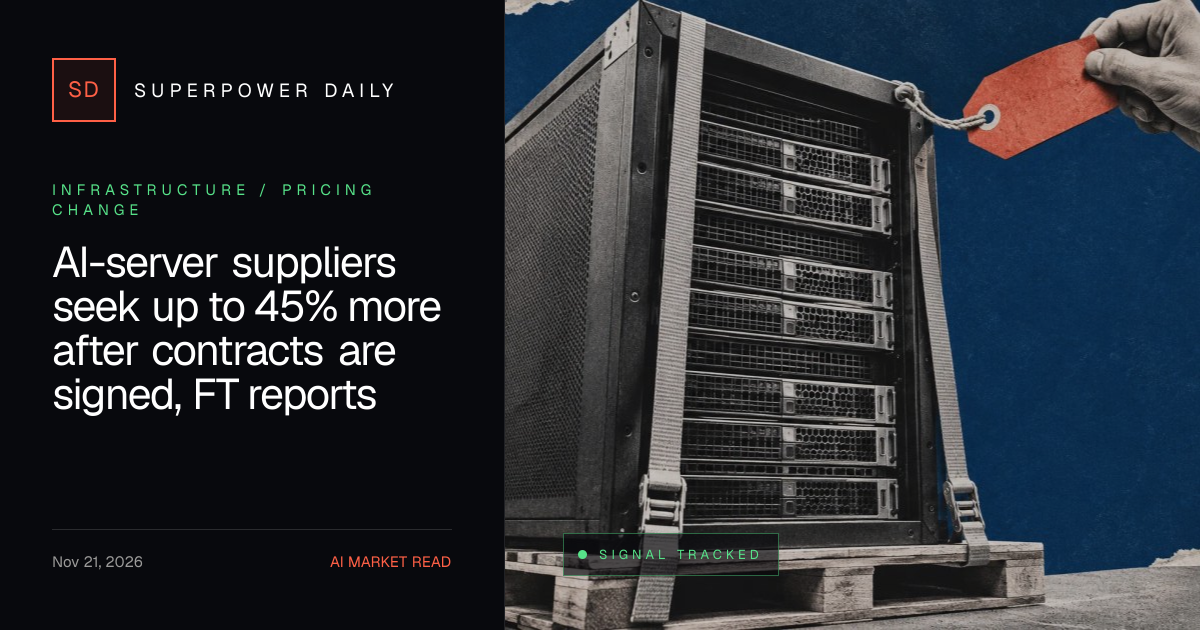 SD
SUPERPOWER DAILY
INFRASTRUCTURE / PRICING
CHANGE
AI-server suppliers
seek up to 45% more
after contracts are
signed, FT reports
Nov 21, 2026
AI MARKET READ
SIGNAL TRACKED